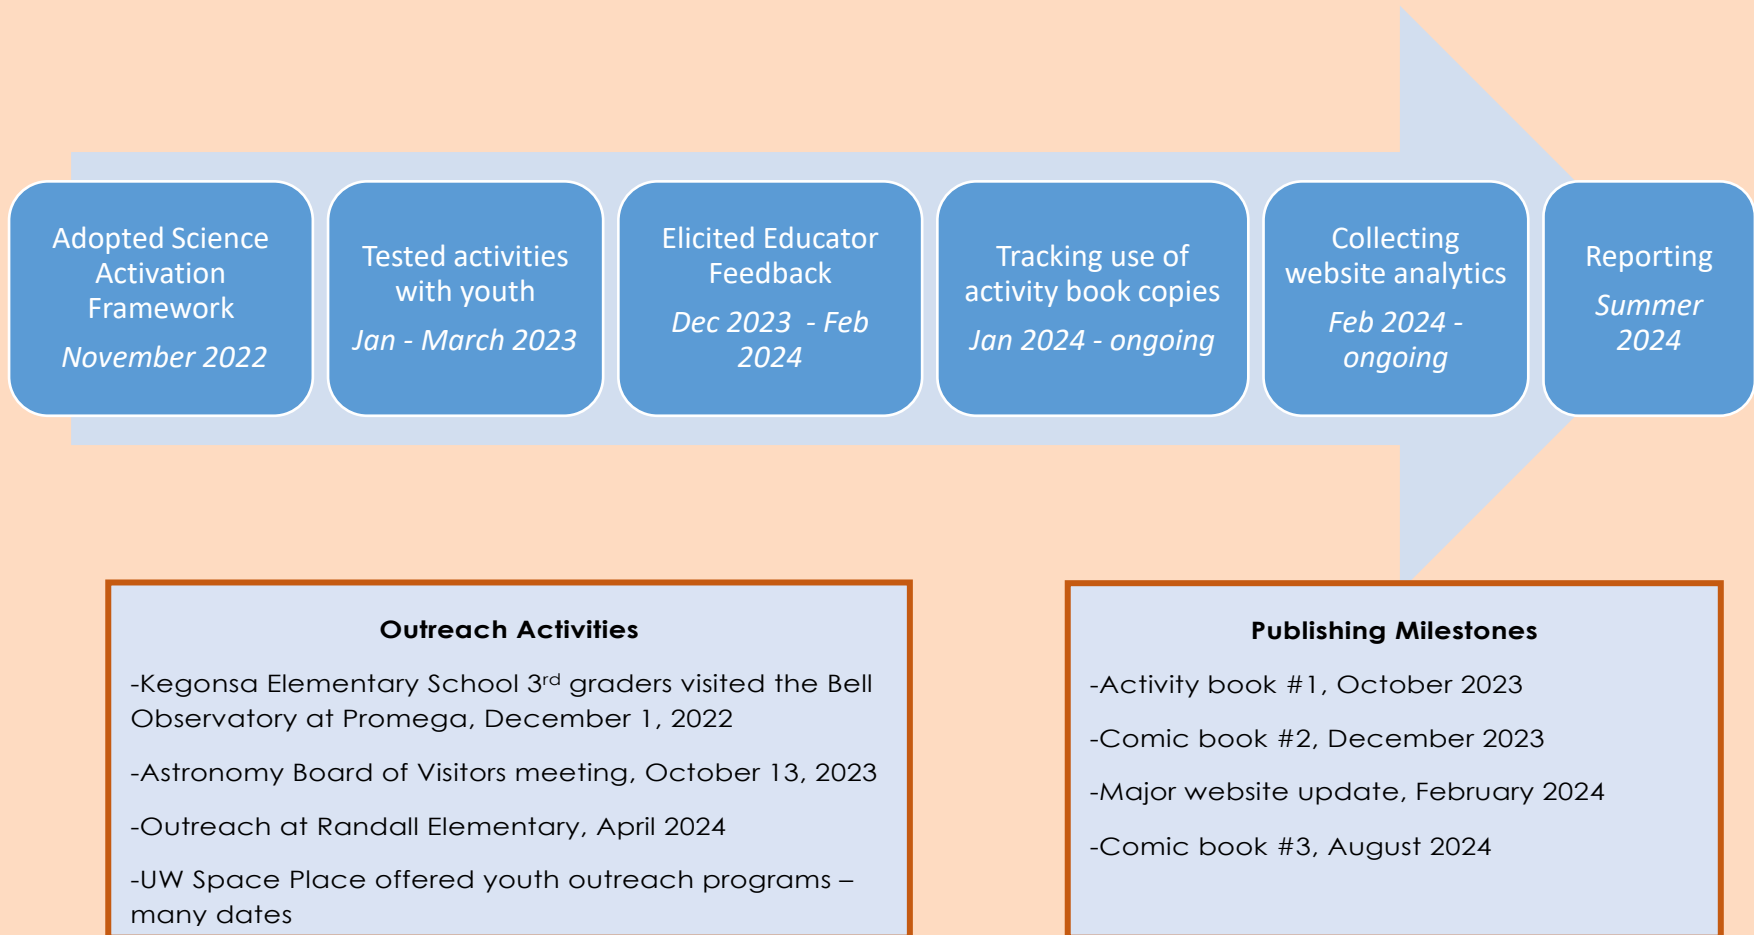 Adopted Science
Activation
Framework
November 2022
Tested activities
with youth
Jan - March 2023
Elicited Educator
Feedback
Dec 2023  - Feb
2024
Tracking use of
activity book copies
Jan 2024 - ongoing
Collecting
website analytics
Feb 2024 -
ongoing
Reporting
Summer
2024
Outreach Activities
-Kegonsa Elementary School 3rd graders visited the Bell
Observatory at Promega, December 1, 2022
-Astronomy Board of Visitors meeting, October 13, 2023
-Outreach at Randall Elementary, April 2024
-UW Space Place offered youth outreach programs –
many dates
Publishing Milestones
-Activity book #1, October 2023
-Comic book #2, December 2023
-Major website update, February 2024
-Comic book #3, August 2024